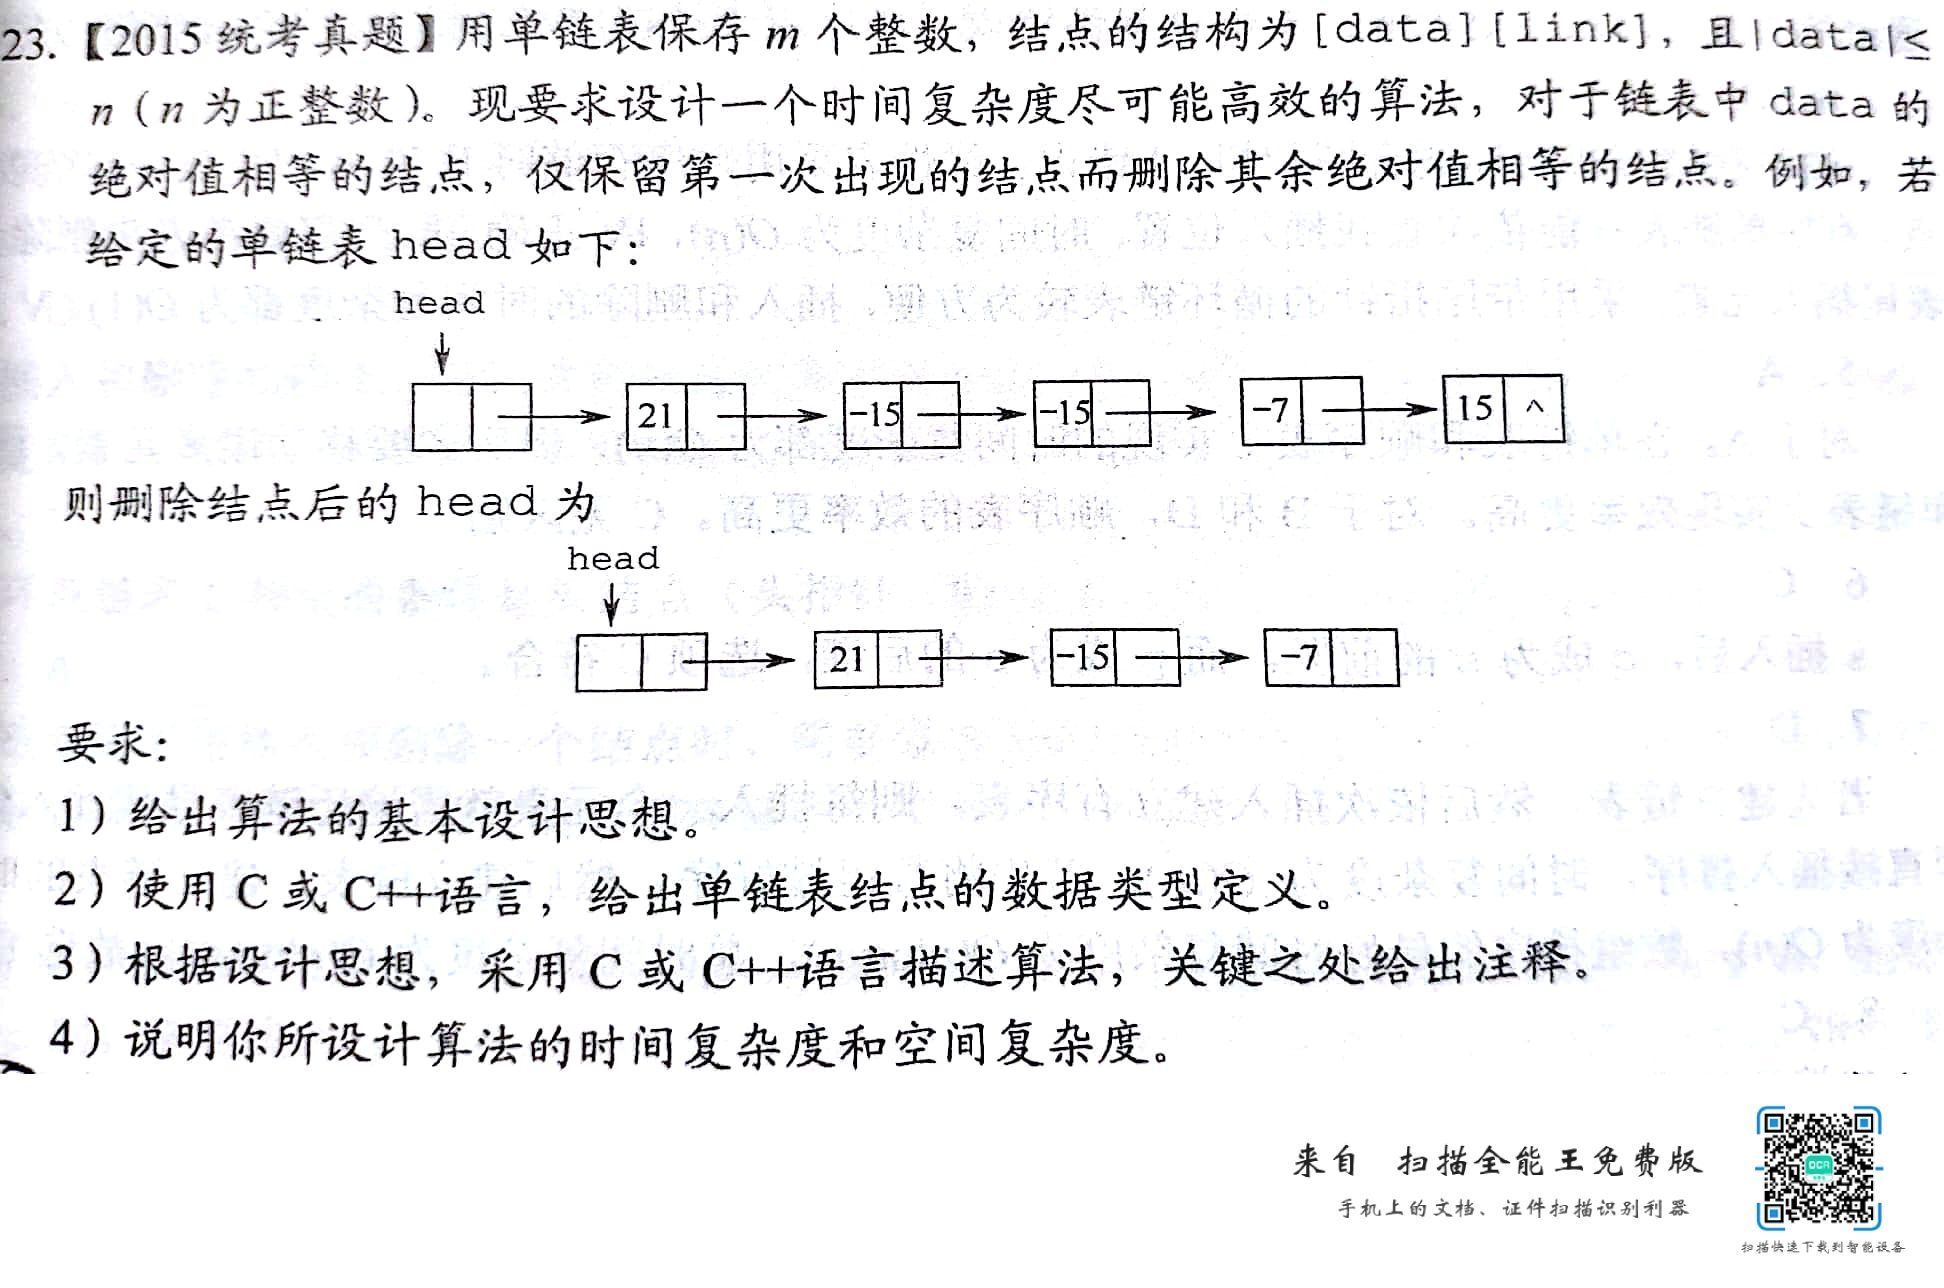 23.【2015统考真题】用单链表保存 m 个整数，结点的结构为[data][link]，且|data|≤
n（n 为正整数）。现要求设计一个时间复杂度尽可能高效的算法，对于链表中 data 的
绝对值相等的结点，仅保留第一次出现的结点而删除其余绝对值相等的结点。例如，若
给定的单链表 head 如下：
head
21 -15 -15 -7 15 ^
则删除结点后的 head 为
head
21 -15 -7
要求：
1）给出算法的基本设计思想。
2）使用 C 或 C++语言，给出单链表结点的数据类型定义。
3）根据设计思想，采用 C 或 C++语言描述算法，关键之处给出注释。
4）说明你所设计算法的时间复杂度和空间复杂度。
来自 扫描全能王免费版
手机上的文档、证件扫描识别利器
扫描快速下载到智能设备